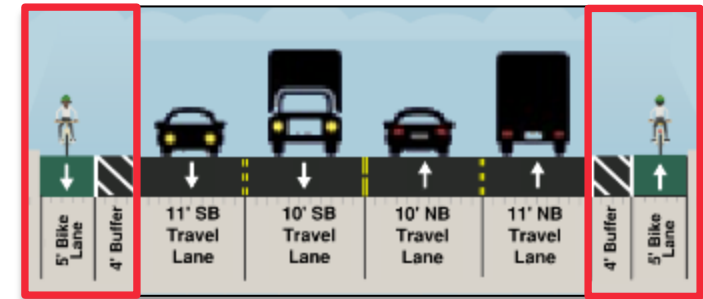 5' Bike
Lane
4' Buffer
11' SB
Travel
Lane
10' SB
Travel
Lane
10' NB
Travel
Lane
11' NB
Travel
Lane
4' Buffer
5' Bike
Lane